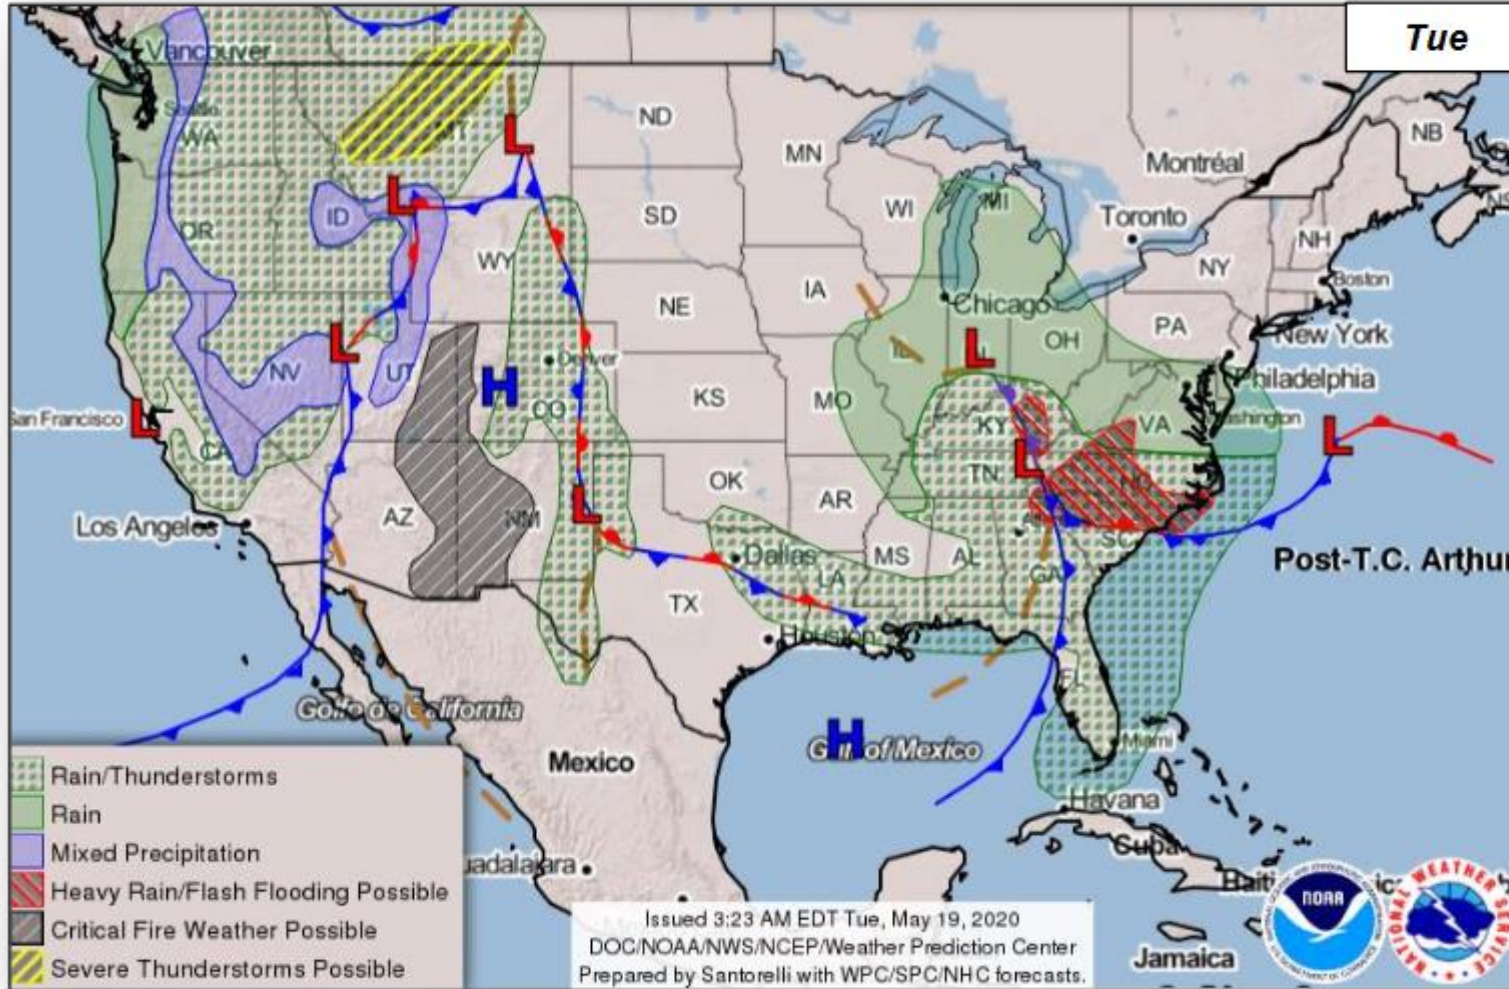 Tue
Vancouver
Seattle
WA
MT
ND
MN
NB
Montréal
OR
ID
SD
WI
MI
Toronto
NH
WY
NY
Boston
IA
NE
Chicago
PA
New York
IL
OH
Denver
NV
UT
CO
KS
MO
Philadelphia
San Francisco
CA
KY
VA
Washington
TN
OK
AR
AZ
NM
NC
Los Angeles
Dallas
MS
AL
SC
Post-T.C. Arthur
LA
GA
TX
Houston
FL
Golfo de California
Miami
Gulf of Mexico
Mexico
Havana
Cuba
Guadalajara
Haiti
Jamaica
L
L
L
L
L
L
L
L
H
H
Rain/Thunderstorms
Rain
Mixed Precipitation
Heavy Rain/Flash Flooding Possible
Critical Fire Weather Possible
Severe Thunderstorms Possible
Issued 3:23 AM EDT Tue, May 19, 2020
DOC/NOAA/NWS/NCEP/Weather Prediction Center
Prepared by Santorelli with WPC/SPC/NHC forecasts.
NOAA
NATIONAL WEATHER SERVICE